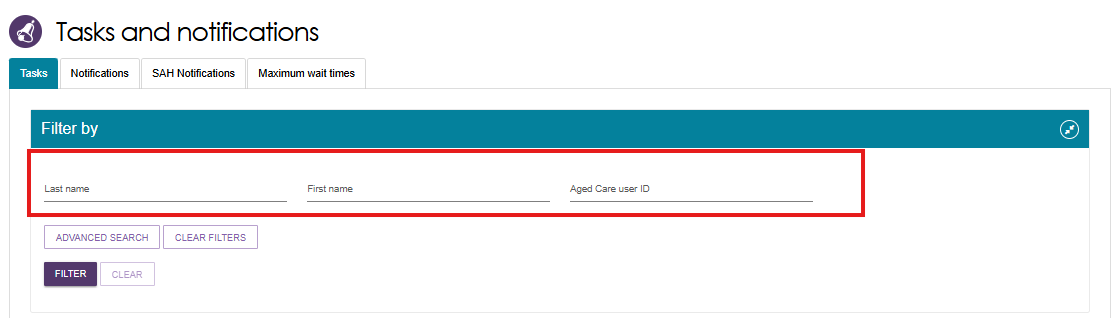 Tasks and notifications
Tasks Notifications SAH Notifications Maximum wait times
Filter by
Last name First name Aged Care user ID
ADVANCED SEARCH CLEAR FILTERS
FILTER CLEAR